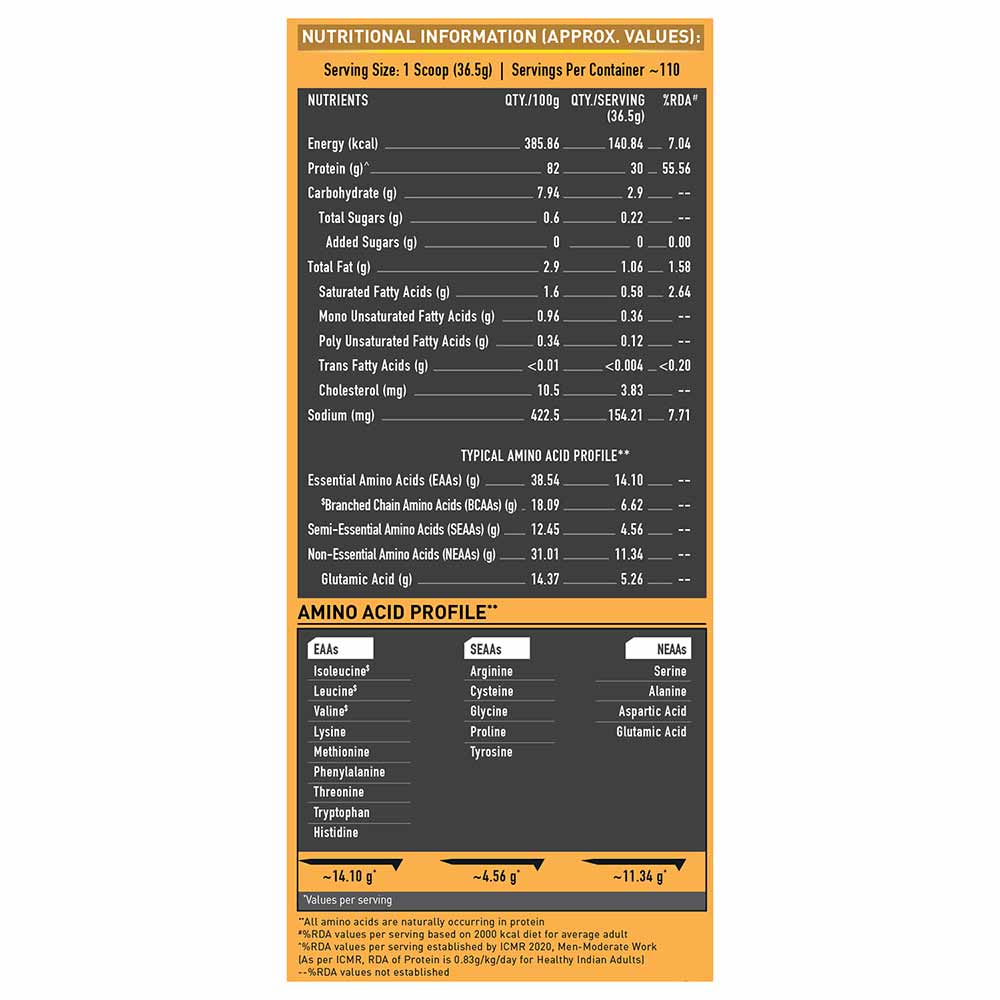 NUTRITIONAL INFORMATION (APPROX. VALUES):
Serving Size: 1 Scoop (36.5g) | Servings Per Container ~110
NUTRIENTS QTY./100g QTY./SERVING (36.5g) %RDA#
Energy (kcal) 385.86 140.84 7.04
Protein (g)^ 82 30 55.56
Carbohydrate (g) 7.94 2.9 --
Total Sugars (g) 0.6 0.22 --
Added Sugars (g) 0 0 0.00
Total Fat (g) 2.9 1.06 1.58
Saturated Fatty Acids (g) 1.6 0.58 2.64
Mono Unsaturated Fatty Acids (g) 0.96 0.36 --
Poly Unsaturated Fatty Acids (g) 0.34 0.12 --
Trans Fatty Acids (g) <0.01 <0.004 <0.20
Cholesterol (mg) 10.5 3.83 --
Sodium (mg) 422.5 154.21 7.71
TYPICAL AMINO ACID PROFILE**
Essential Amino Acids (EAAs) (g) 38.54 14.10 --
$Branched Chain Amino Acids (BCAAs) (g) 18.09 6.62 --
Semi-Essential Amino Acids (SEAAs) (g) 12.45 4.56 --
Non-Essential Amino Acids (NEAAs) (g) 31.01 11.34 --
Glutamic Acid (g) 14.37 5.26 --
AMINO ACID PROFILE**
EAAs SEAAs NEAAs
Isoleucine$ Arginine Serine
Leucine$ Cysteine Alanine
Valine$ Glycine Aspartic Acid
Lysine Proline Glutamic Acid
Methionine Tyrosine
Phenylalanine
Threonine
Tryptophan
Histidine
~14.10 g* ~4.56 g* ~11.34 g*
*Values per serving
**All amino acids are naturally occurring in protein
#%RDA values per serving based on 2000 kcal diet for average adult
^%RDA values per serving established by ICMR 2020, Men-Moderate Work
(As per ICMR, RDA of Protein is 0.83g/kg/day for Healthy Indian Adults)
--%RDA values not established